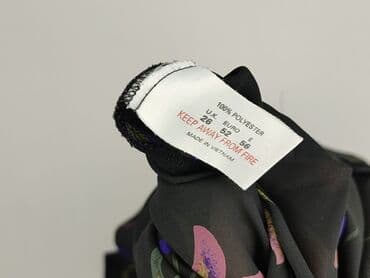 100% POLYESTER
U.K. EURO E
26 52 56
KEEP AWAY FROM FIRE
MADE IN VIETNAM